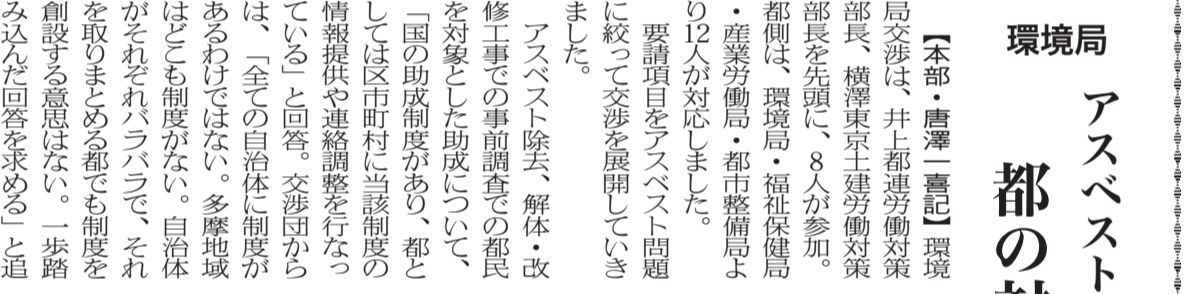 環境局
アスベスト
都の
【本部・唐澤一喜記】環境
局交渉は、井上都連労働対策
部長、横澤東京土建労働対策
部長を先頭に、8人が参加。
都側は、環境局・福祉保健局
・産業労働局・都市整備局よ
り12人が対応しました。
要請項目をアスベスト問題
に絞って交渉を展開していき
ました。
アスベスト除去、解体・改
修工事での事前調査での都民
を対象とした助成について、
「国の助成制度があり、都と
しては区市町村に当該制度の
情報提供や連絡調整を行なっ
ている」と回答。交渉団から
は、「全ての自治体に制度が
あるわけではない。多摩地域
はどこも制度がない。自治体
がそれぞれバラバラで、それ
を取りまとめる都でも制度を
創設する意思はない。一歩踏
み込んだ回答を求める」と追